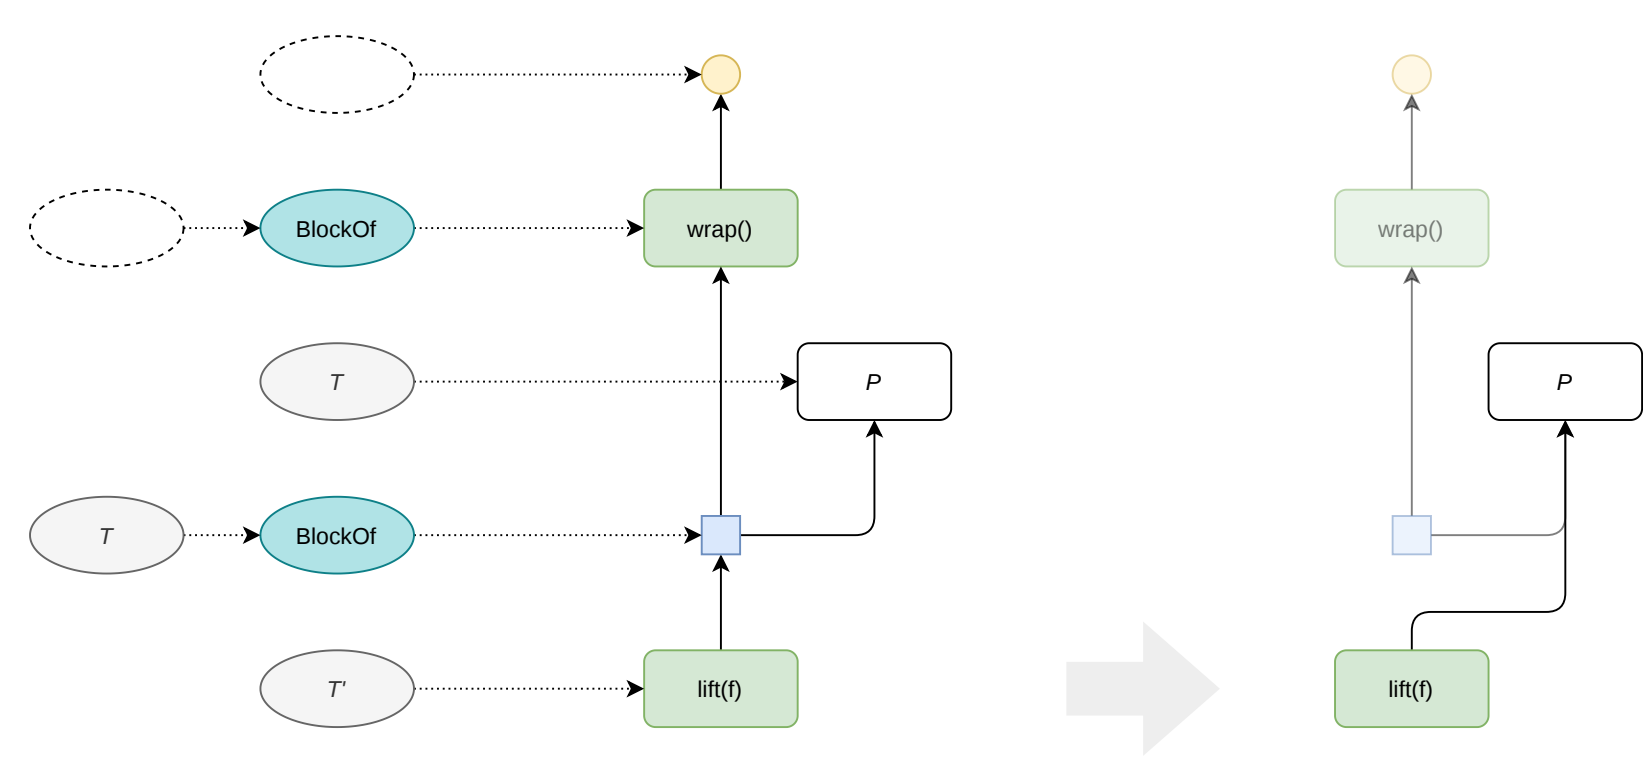 BlockOf
wrap()
wrap()
T
P
P
T
BlockOf
T'
lift(f)
lift(f)